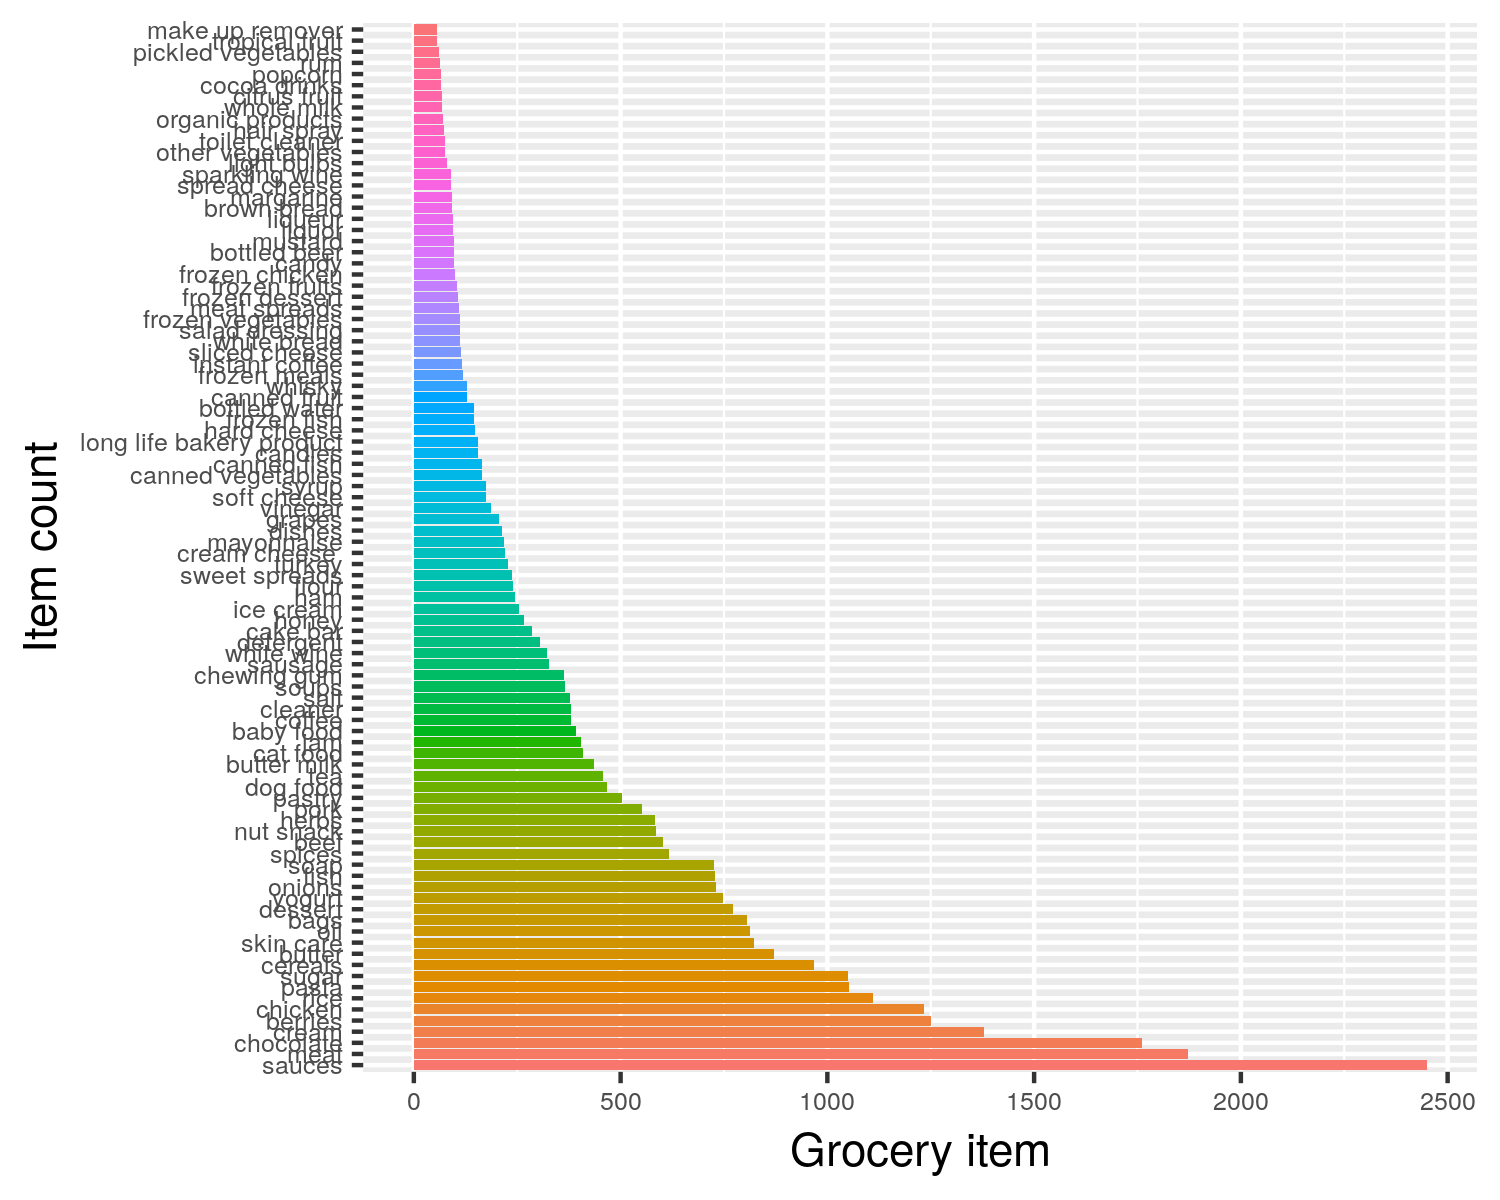 make up remover
tropical fruit
pickled vegetables
rum
popcorn
cocoa drinks
citrus fruit
whole milk
organic products
hair spray
toilet cleaner
other vegetables
light bulbs
sparkling wine
spread cheese
margarine
brown bread
liqueur
liquor
mustard
bottled beer
candy
frozen chicken
frozen fruits
frozen dessert
meat spreads
frozen vegetables
salad dressing
white bread
sliced cheese
instant coffee
frozen meals
whisky
canned fruit
bottled water
frozen fish
hard cheese
long life bakery product
candles
canned fish
canned vegetables
syrup
soft cheese
vinegar
grapes
dishes
mayonnaise
cream cheese
turkey
sweet spreads
flour
ham
ice cream
honey
cake bar
detergent
white wine
sausage
chewing gum
soups
salt
cleaner
coffee
baby food
jam
cat food
butter milk
tea
dog food
pastry
pork
herbs
nut snack
beef
spices
soap
fish
onions
yogurt
dessert
bags
oil
skin care
butter
cereals
sugar
pasta
rice
chicken
berries
cream
chocolate
meat
sauces
Item count
0 500 1000 1500 2000 2500
Grocery item